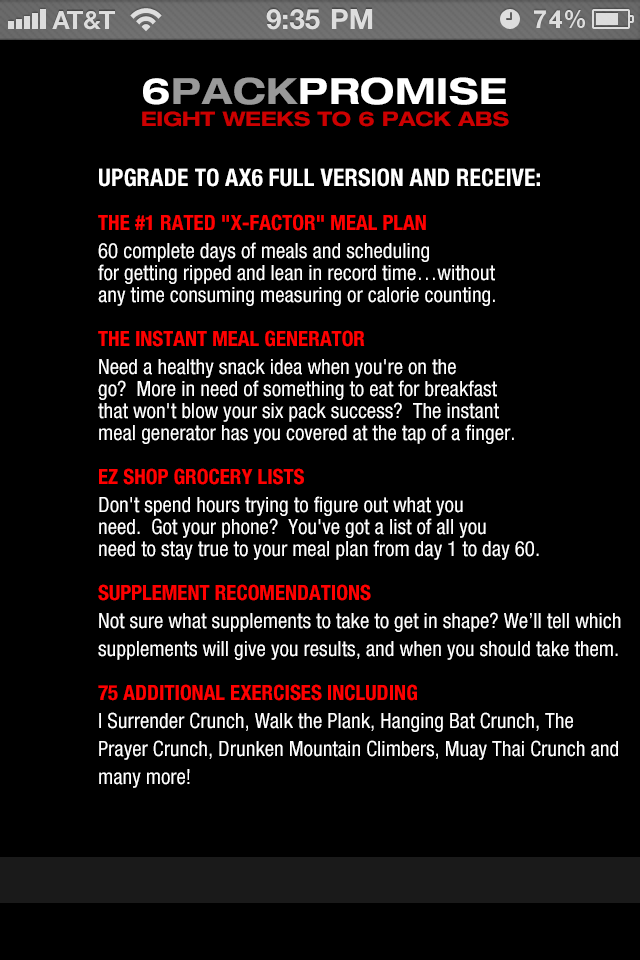 AT&T 9:35 PM 74%
6PACKPROMISE
EIGHT WEEKS TO 6 PACK ABS
UPGRADE TO AX6 FULL VERSION AND RECEIVE:
THE #1 RATED "X-FACTOR" MEAL PLAN
60 complete days of meals and scheduling
for getting ripped and lean in record time…without
any time consuming measuring or calorie counting.
THE INSTANT MEAL GENERATOR
Need a healthy snack idea when you're on the
go?  More in need of something to eat for breakfast
that won't blow your six pack success?  The instant
meal generator has you covered at the tap of a finger.
EZ SHOP GROCERY LISTS
Don't spend hours trying to figure out what you
need.  Got your phone?  You've got a list of all you
need to stay true to your meal plan from day 1 to day 60.
SUPPLEMENT RECOMENDATIONS
Not sure what supplements to take to get in shape? We’ll tell which
supplements will give you results, and when you should take them.
75 ADDITIONAL EXERCISES INCLUDING
I Surrender Crunch, Walk the Plank, Hanging Bat Crunch, The
Prayer Crunch, Drunken Mountain Climbers, Muay Thai Crunch and
many more!